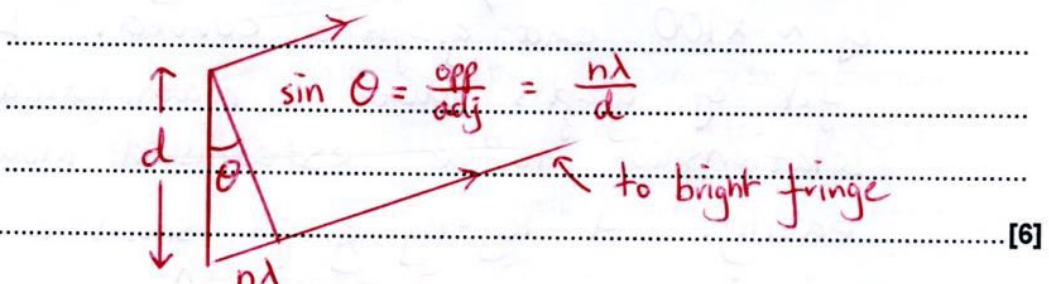 sin θ = opp/adj = nλ/d
d
θ
to bright fringe
[6]
nλ